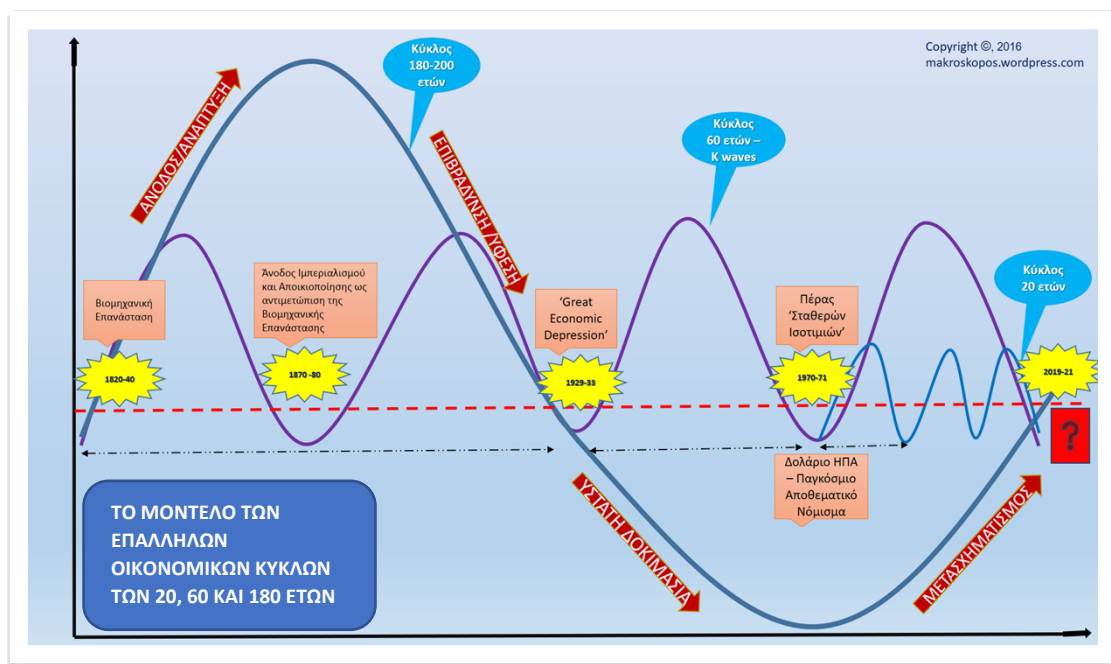 Copyright ©, 2016
makroskopos.wordpress.com
Κύκλος
180-200
ετών
ΑΝΟΔΟΣ/ΑΝΑΠΤΥΞΗ
ΕΠΙΒΡΑΔΥΝΣΗ /ΥΦΕΣΗ
Κύκλος
60 ετών –
K waves
Κύκλος
20 ετών
Βιομηχανική
Επανάσταση
Άνοδος Ιμπεριαλισμού
και Αποικιοποίησης ως
αντιμετώπιση της
Βιομηχανικής
Επανάστασης
‘Great
Economic
Depression’
Πέρας
‘Σταθερών
Ισοτιμιών’
1820-40
1870 -80
1929-33
1970-71
2019-21
?
Δολάριο ΗΠΑ
– Παγκόσμιο
Αποθεματικό
Νόμισμα
ΥΣΤΑΤΗ ΔΟΚΙΜΑΣΙΑ
ΜΕΤΑΣΧΗΜΑΤΙΣΜΟΣ
ΤΟ ΜΟΝΤΕΛΟ ΤΩΝ
ΕΠΑΛΛΗΛΩΝ
ΟΙΚΟΝΟΜΙΚΩΝ ΚΥΚΛΩΝ
ΤΩΝ 20, 60 ΚΑΙ 180 ΕΤΩΝ